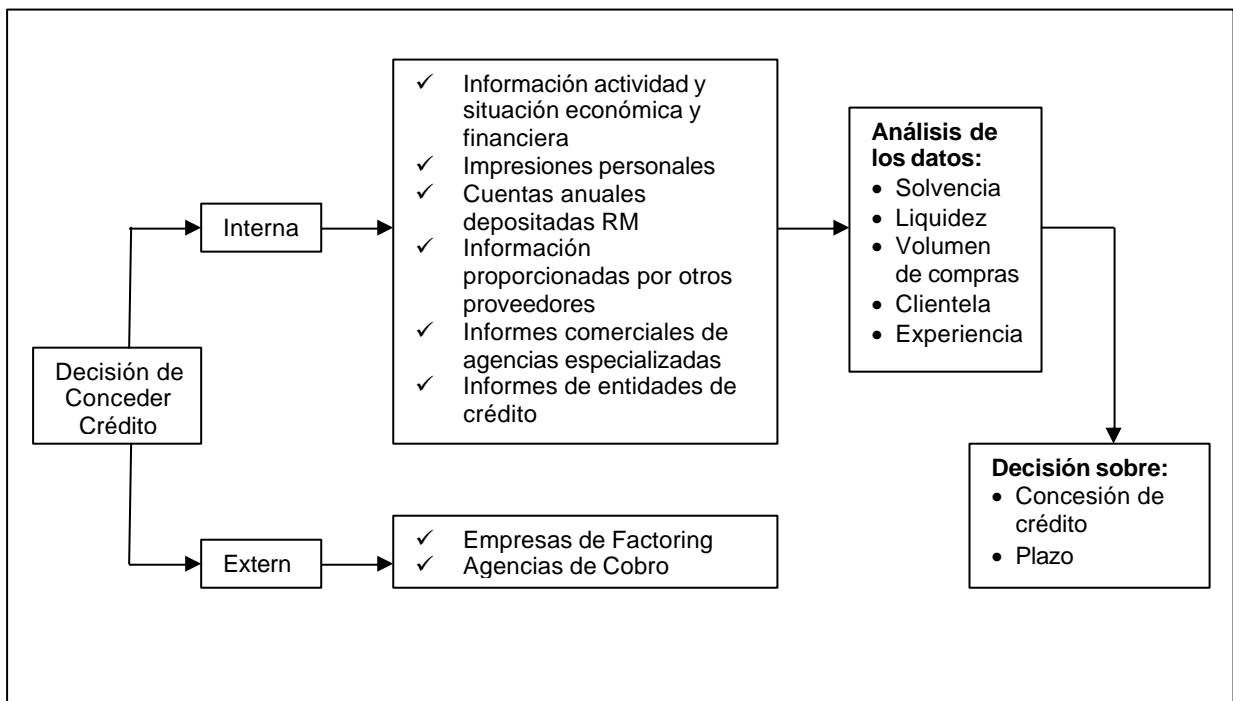 Decisión de
Conceder
Crédito
Interna
✓ Información actividad y
situación económica y
financiera
✓ Impresiones personales
✓ Cuentas anuales
depositadas RM
✓ Información
proporcionadas por otros
proveedores
✓ Informes comerciales de
agencias especializadas
✓ Informes de entidades de
crédito
Análisis de
los datos:
• Solvencia
• Liquidez
• Volumen
de compras
• Clientela
• Experiencia
Decisión sobre:
• Concesión de
crédito
• Plazo
Extern
✓ Empresas de Factoring
✓ Agencias de Cobro